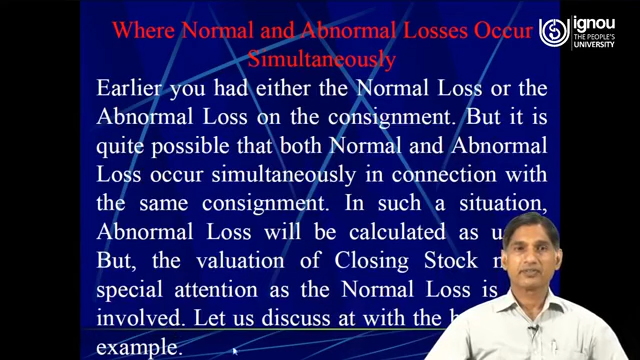 Where Normal and Abnormal Losses Occur
Simultaneously
ignou
THE PEOPLE'S
UNIVERSITY
Earlier you had either the Normal Loss or the
Abnormal Loss on the consignment. But it is
quite possible that both Normal and Abnormal
Loss occur simultaneously in connection with
the same consignment. In such a situation,
Abnormal Loss will be calculated as
But, the valuation of Closing Stock
special attention as the Normal Loss is
involved. Let us discuss at with the
example.